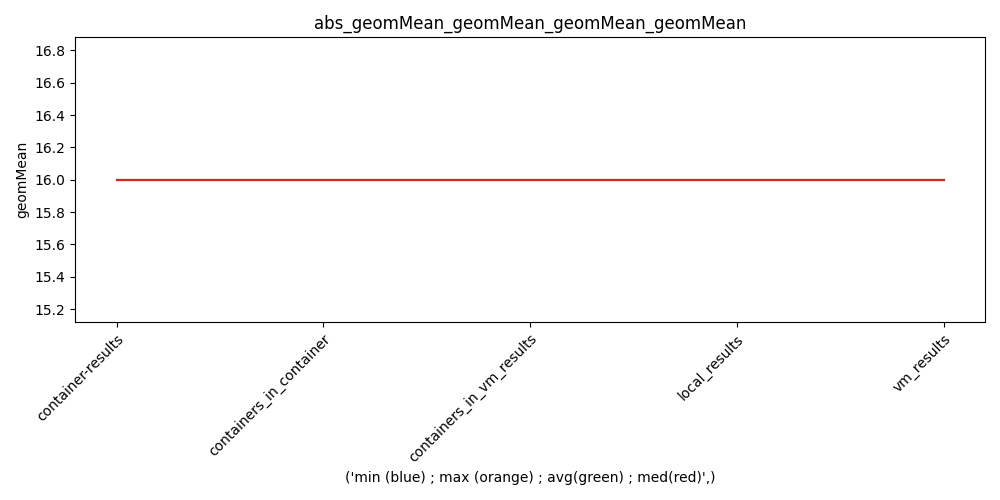 abs_geomMean_geomMean_geomMean_geomMean
16.8
16.6
16.4
16.2
16.0
15.8
15.6
15.4
15.2
geomMean
container-results
containers_in_container
containers_in_vm_results
local_results
vm_results
('min (blue) ; max (orange) ; avg(green) ; med(red)',)